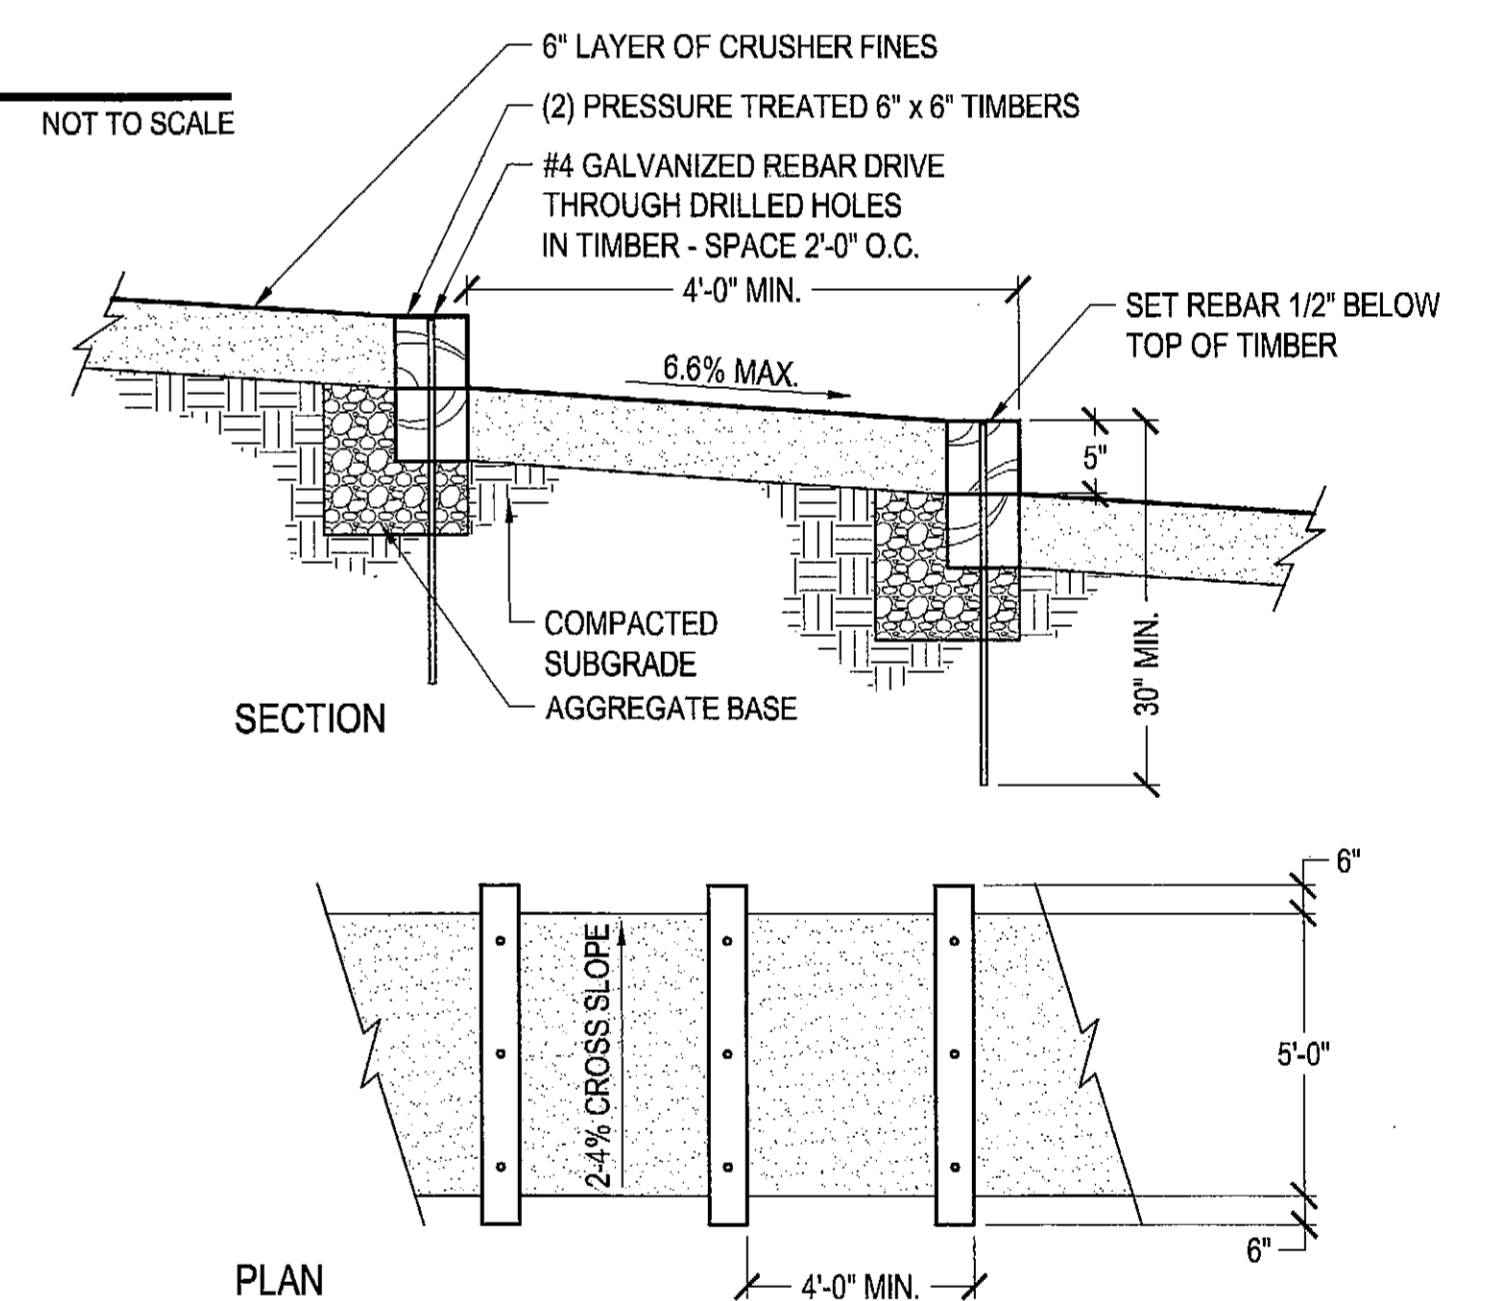 6" LAYER OF CRUSHER FINES
(2) PRESSURE TREATED 6" x 6" TIMBERS
NOT TO SCALE
#4 GALVANIZED REBAR DRIVE
THROUGH DRILLED HOLES
IN TIMBER - SPACE 2'-0" O.C.
4'-0" MIN.
SET REBAR 1/2" BELOW
TOP OF TIMBER
6.6% MAX.
5"
30" MIN.
COMPACTED
SUBGRADE
AGGREGATE BASE
SECTION
6"
2-4% CROSS SLOPE
5'-0"
6"
4'-0" MIN.
PLAN